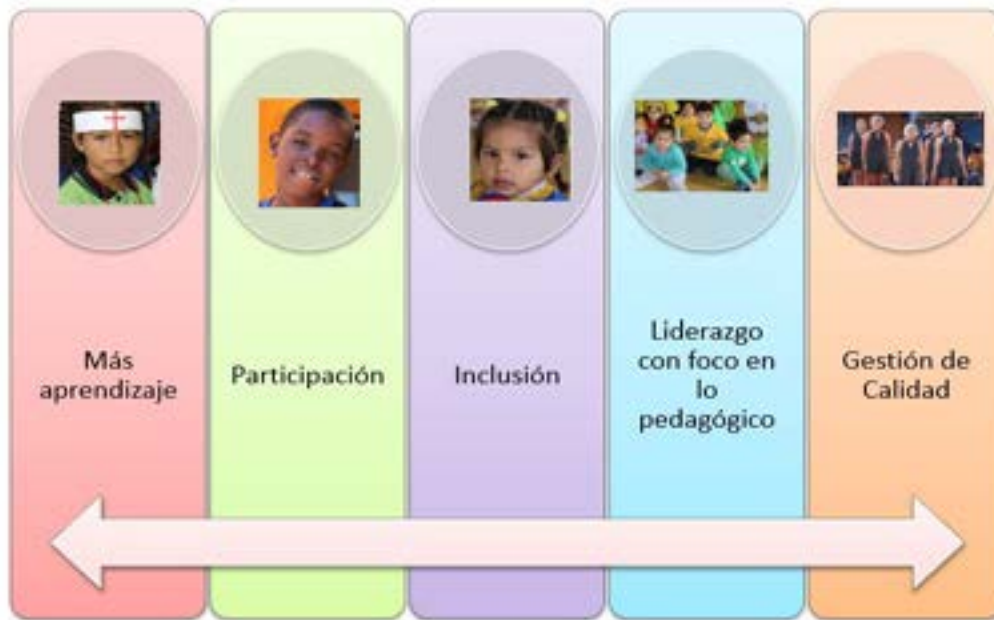 Más
aprendizaje
Participación
Inclusión
Liderazgo
con foco en
lo
pedagógico
Gestión de
Calidad